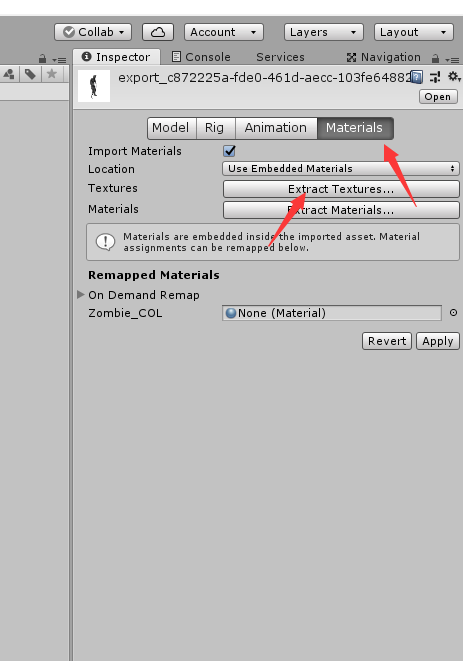 Collab Account Layers Layout
Inspector Console Services Navigation
export_c872225a-fde0-461d-aecc-103fe64882
Open
Model Rig Animation Materials
Import Materials
Location Use Embedded Materials
Textures Extract Textures...
Materials Extract Materials...
Materials are embedded inside the imported asset. Material
assignments can be remapped below.
Remapped Materials
On Demand Remap
Zombie_COL None (Material)
Revert Apply